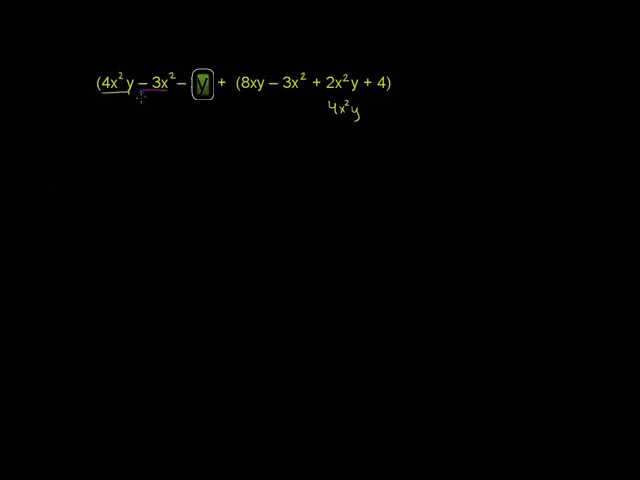 (4x²y – 3x² – y + (8xy – 3x² + 2x²y + 4)
4x²y